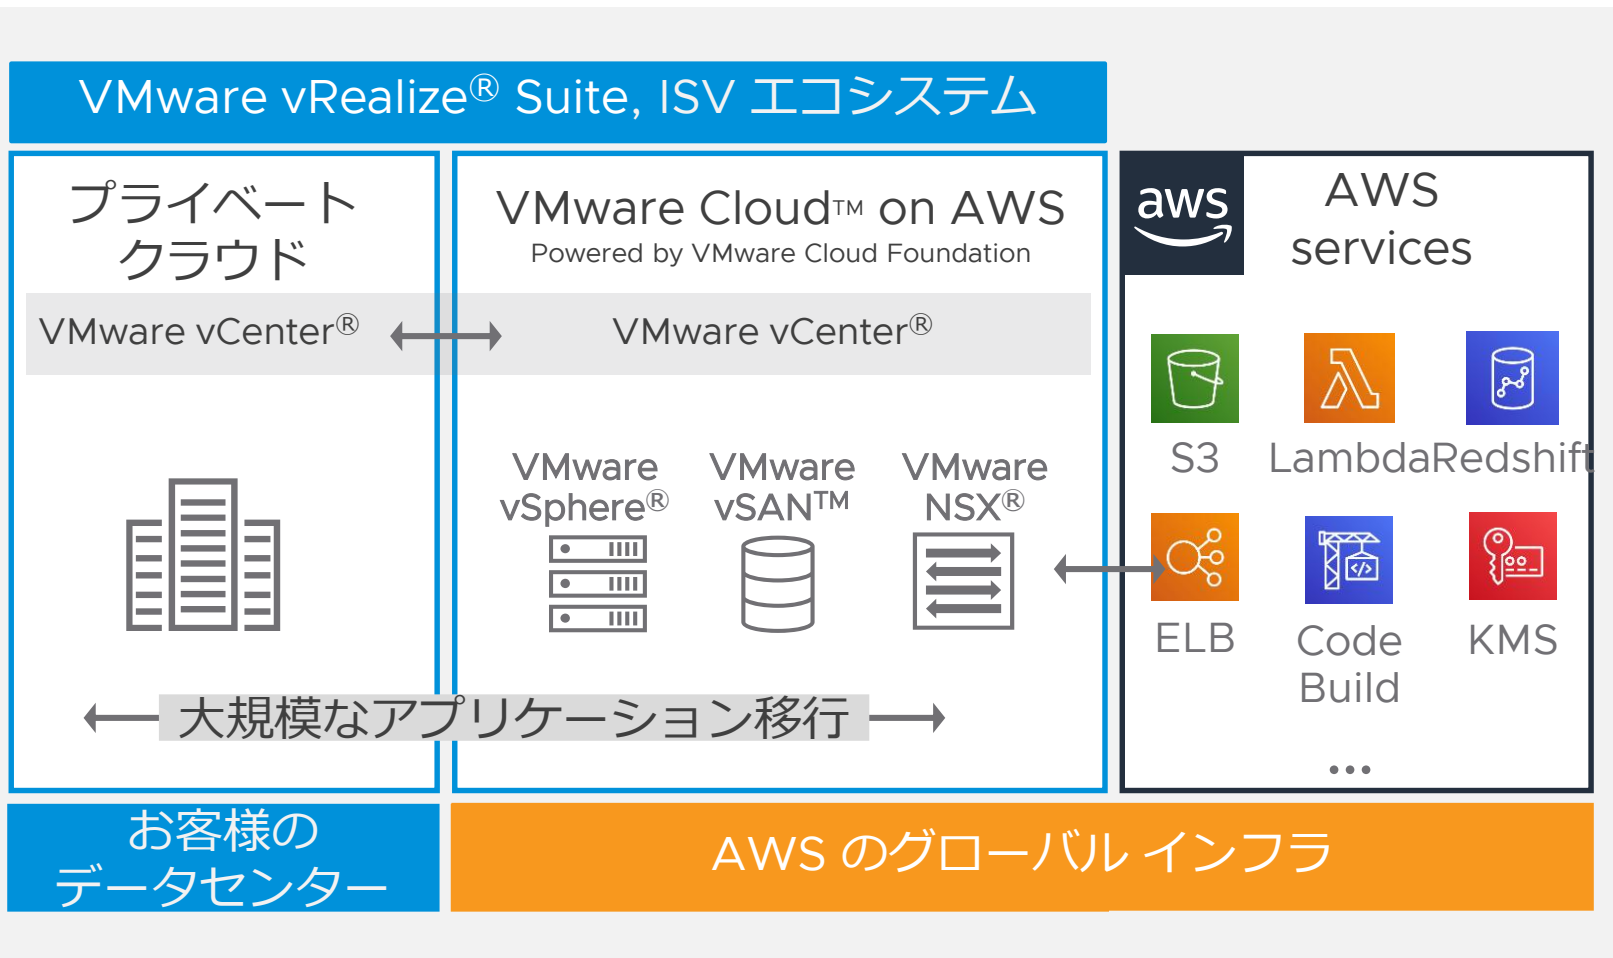 VMware vRealize® Suite, ISV エコシステム
プライベート
クラウド
VMware vCenter®
VMware Cloud™ on AWS
Powered by VMware Cloud Foundation
VMware vCenter®
VMware
vSphere®
VMware
vSAN™
VMware
NSX®
大規模なアプリケーション移行
aws
AWS
services
S3
Lambda
Redshift
ELB
Code
Build
KMS
...
お客様の
データセンター
AWS のグローバル インフラ